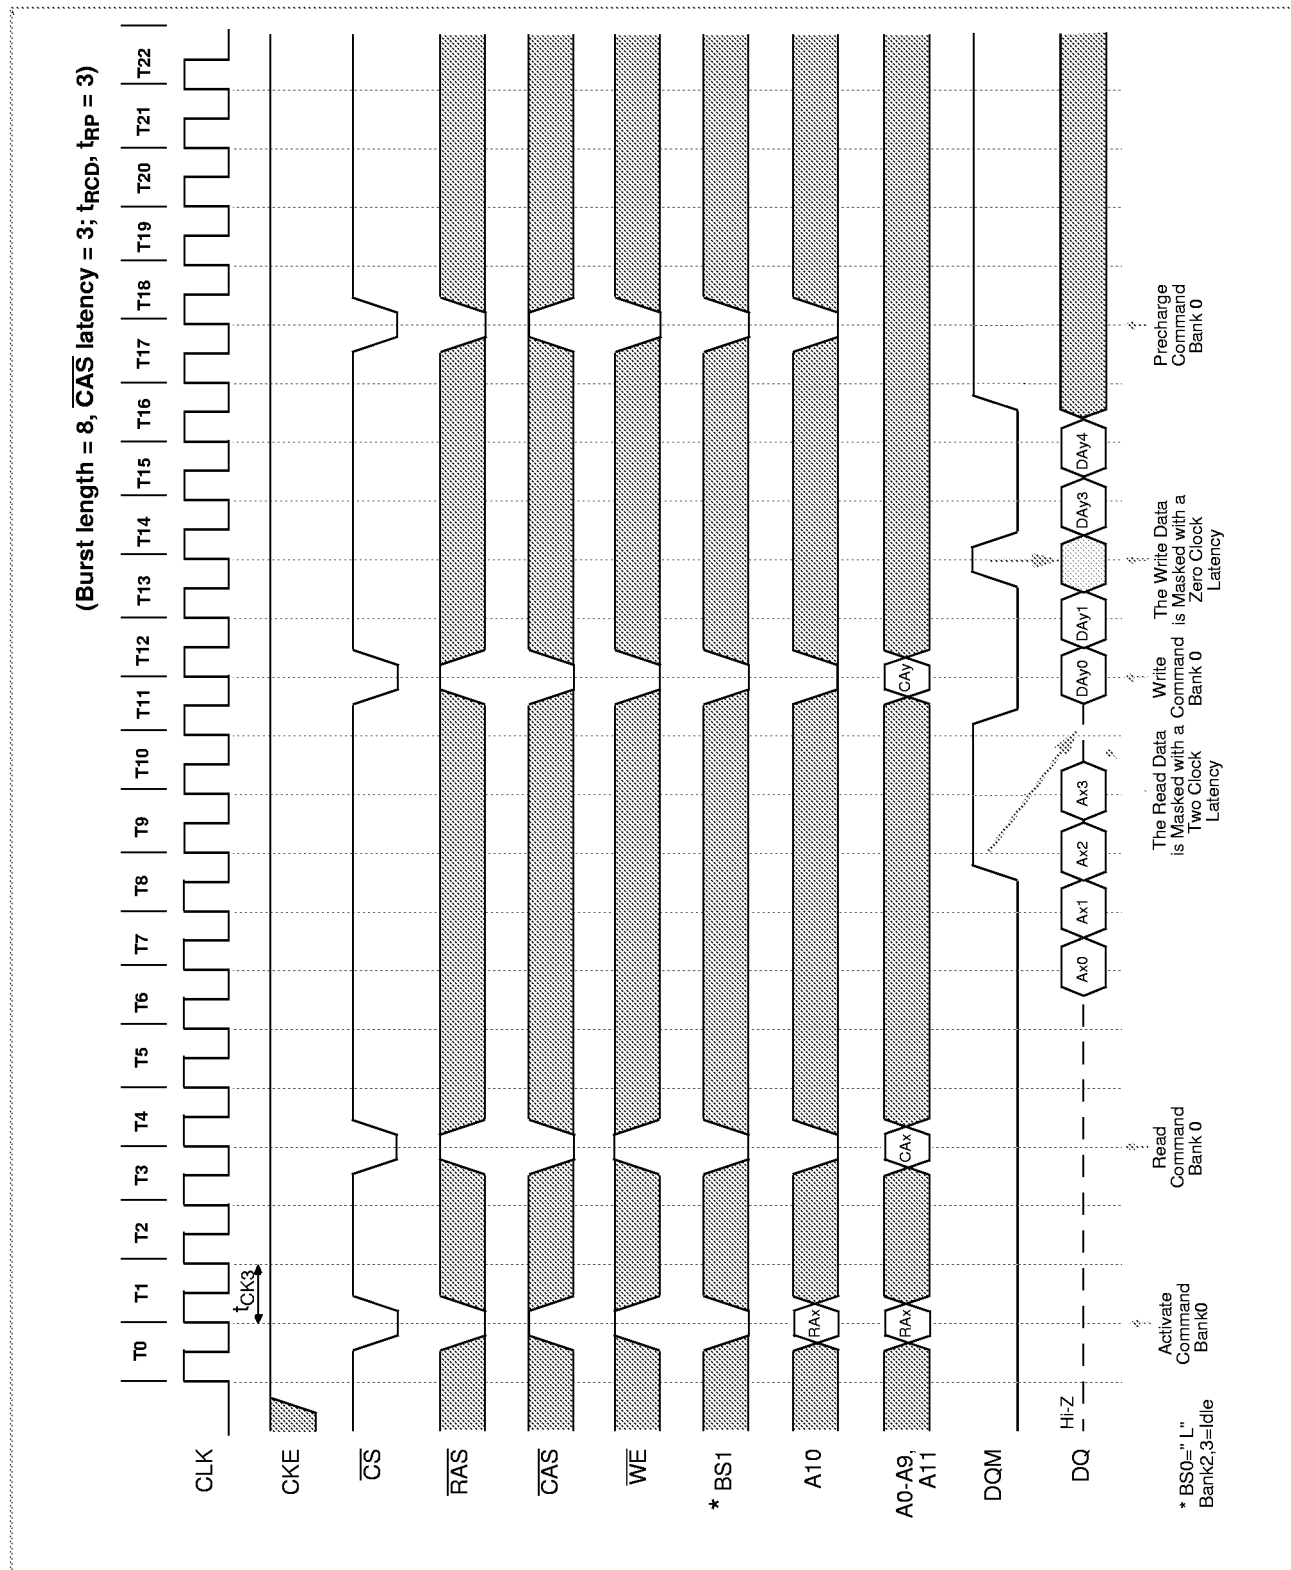 (Burst length = 8, CAS latency = 3; tRCD, tRP = 3)
T0 T1 T2 T3 T4 T5 T6 T7 T8 T9 T10 T11 T12 T13 T14 T15 T16 T17 T18 T19 T20 T21 T22
CLK
tCK3
CKE
CS
RAS
CAS
WE
* BS1
A10
RAx
A0-A9,
A11
RAx CAx CAy
DQM
DQ
Hi-Z
Ax0 Ax1 Ax2 Ax3 DAy0 DAy1 DAy3 DAy4
* BS0=" L"
Bank2,3=Idle
Activate
Command
Bank0
Read
Command
Bank 0
The Read Data
is Masked with a
Two Clock
Latency
Write
Command
Bank 0
The Write Data
is Masked with a
Zero Clock
Latency
Precharge
Command
Bank 0